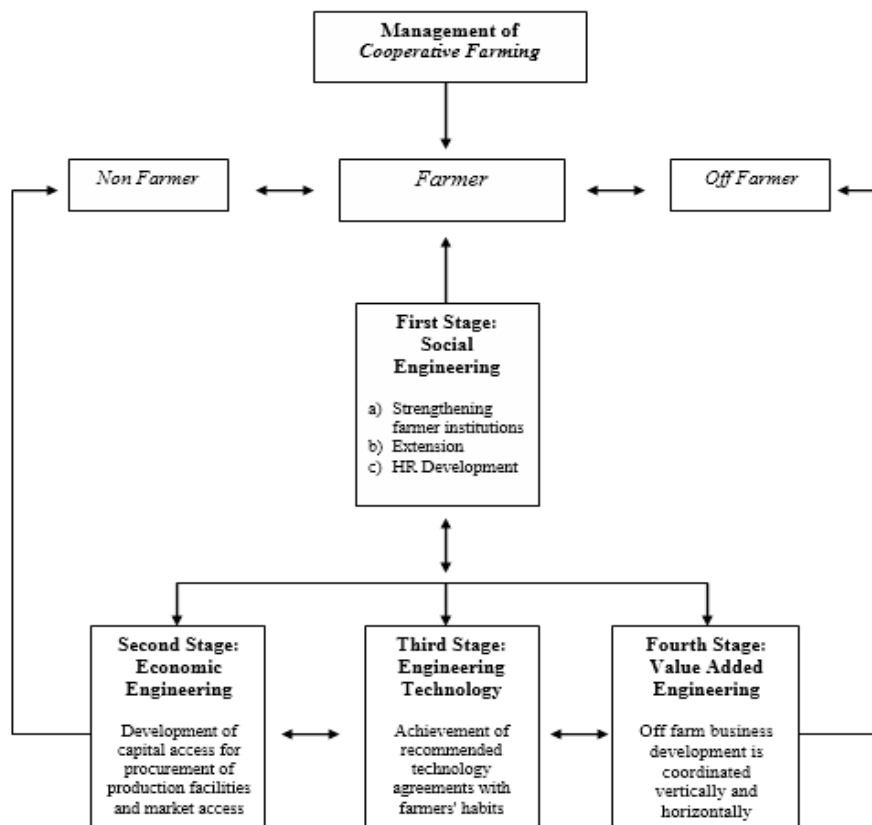 Management of
Cooperative Farming
Non Farmer
Farmer
Off Farmer
First Stage:
Social
Engineering
a) Strengthening
farmer institutions
b) Extension
c) HR Development
Second Stage:
Economic
Engineering
Development of
capital access for
procurement of
production facilities
and market access
Third Stage:
Engineering
Technology
Achievement of
recommended
technology
agreements with
farmers' habits
Fourth Stage:
Value Added
Engineering
Off farm business
development is
coordinated
vertically and
horizontally